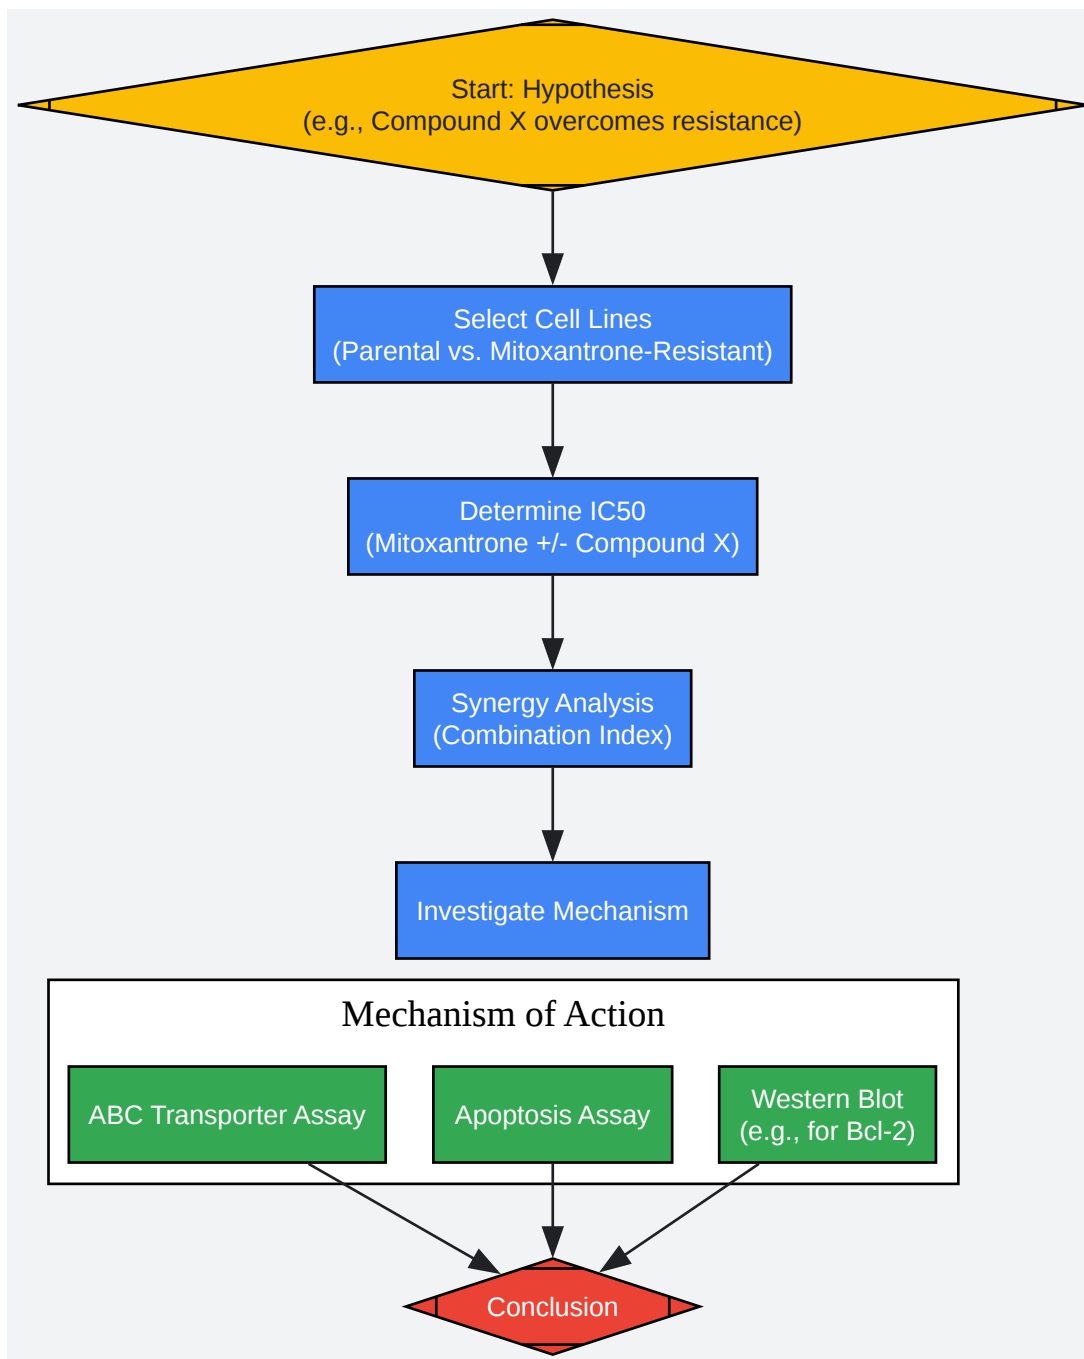 Start: Hypothesis
(e.g., Compound X overcomes resistance)
Select Cell Lines
(Parental vs. Mitoxantrone-Resistant)
Determine IC50
(Mitoxantrone +/- Compound X)
Synergy Analysis
(Combination Index)
Investigate Mechanism
Mechanism of Action
ABC Transporter Assay
Apoptosis Assay
Western Blot
(e.g., for Bcl-2)
Conclusion